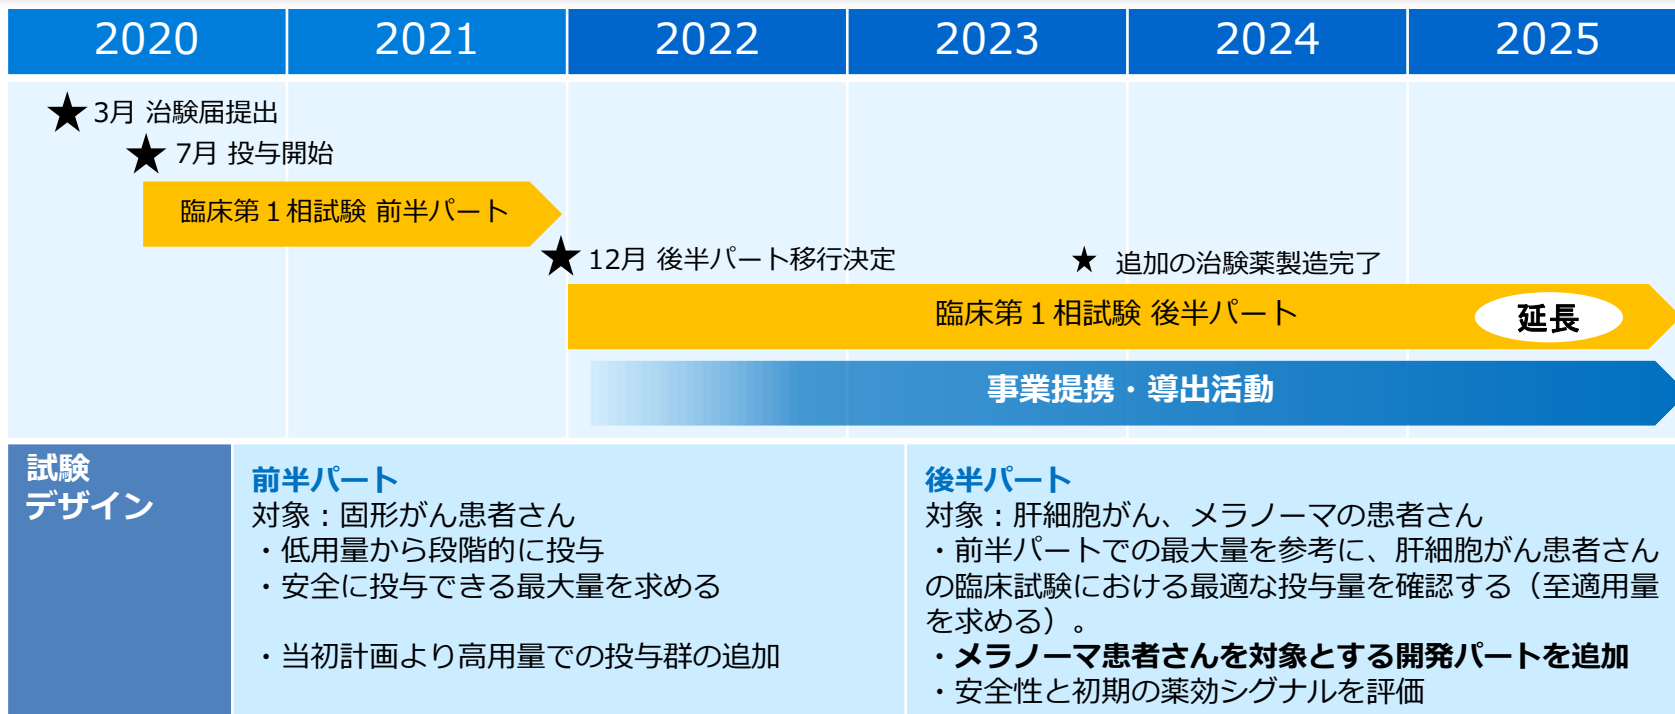 2020
2021
2022
2023
2024
2025
★ 3月 治験届提出
★ 7月 投与開始
臨床第１相試験 前半パート
★ 12月 後半パート移行決定
★ 追加の治験薬製造完了
臨床第１相試験 後半パート
延長
事業提携・導出活動
試験
デザイン
前半パート
対象：固形がん患者さん
・低用量から段階的に投与
・安全に投与できる最大量を求める
・当初計画より高用量での投与群の追加
後半パート
対象：肝細胞がん、メラノーマの患者さん
・前半パートでの最大量を参考に、肝細胞がん患者さん
の臨床試験における最適な投与量を確認する（至適用量
を求める）。
・メラノーマ患者さんを対象とする開発パートを追加
・安全性と初期の薬効シグナルを評価